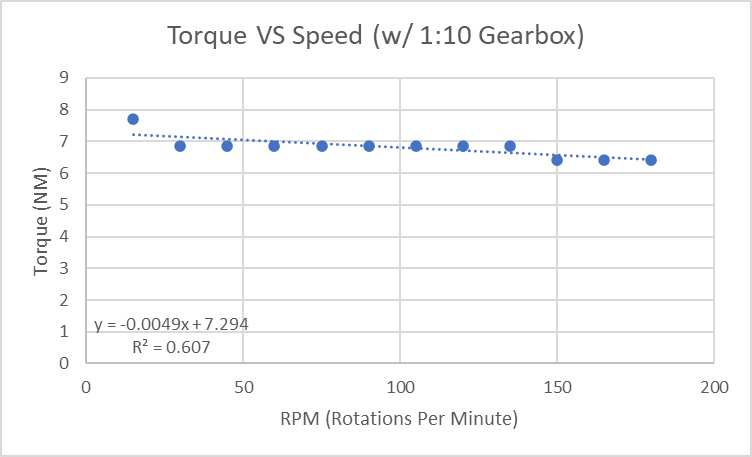 Torque VS Speed (w/ 1:10 Gearbox)
9
8
7
6
5
4
3
2
1
0
Torque (NM)
y = -0.0049x + 7.294
R² = 0.607
0 50 100 150 200
RPM (Rotations Per Minute)